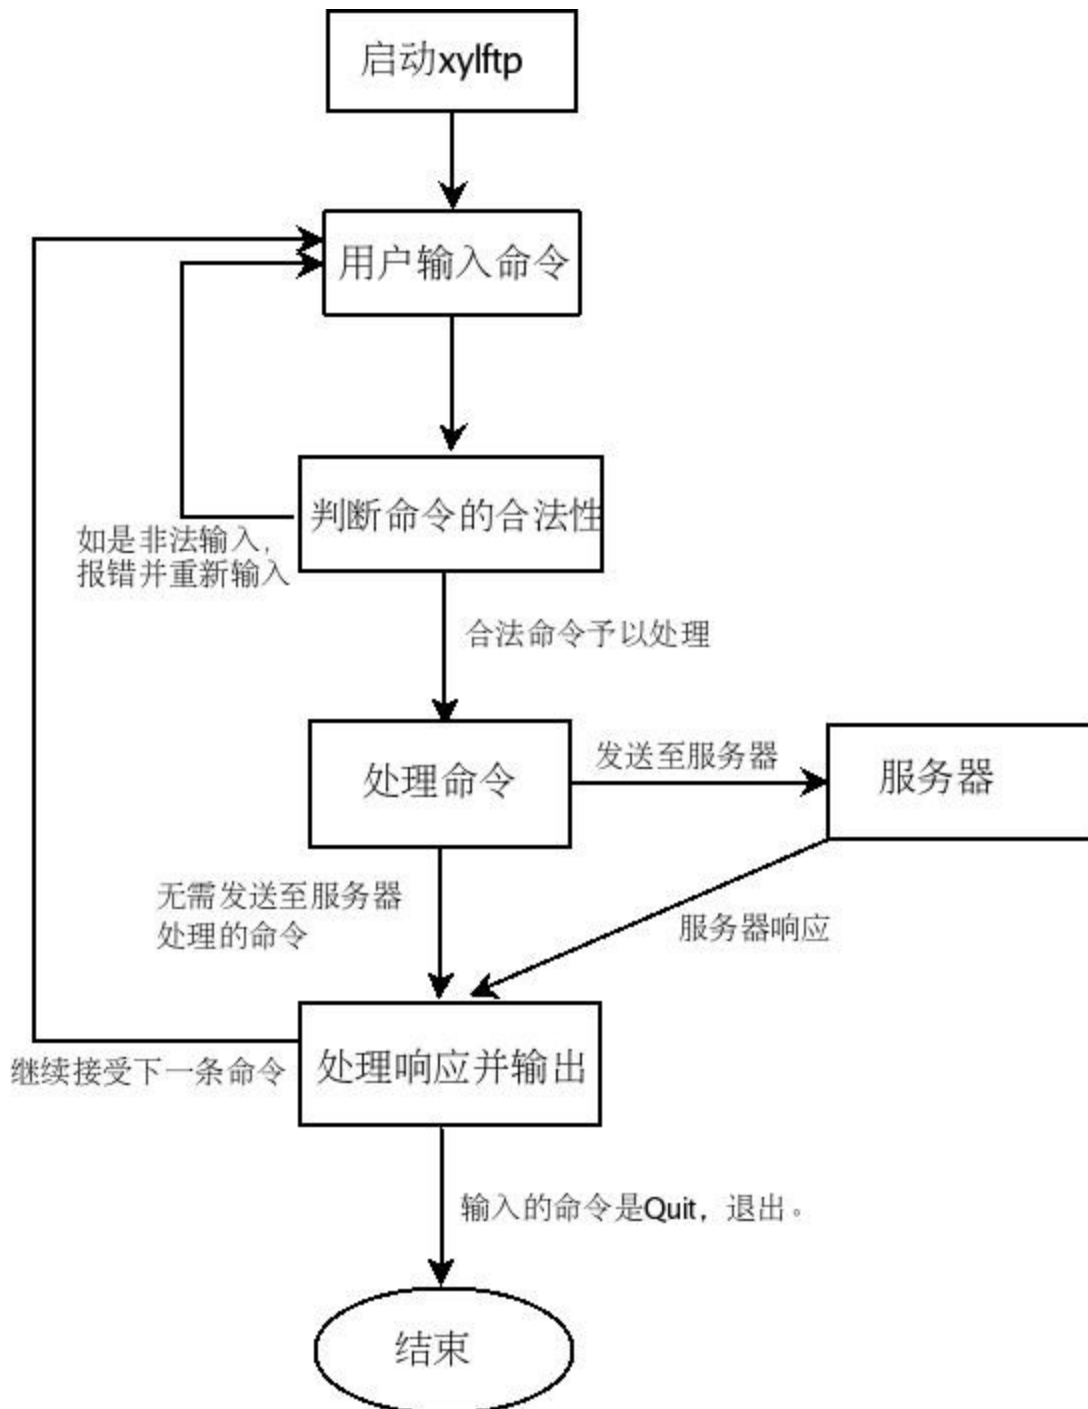 启动xylftp
用户输入命令
判断命令的合法性
如是非法输入，
报错并重新输入
合法命令予以处理
处理命令
发送至服务器
服务器
无需发送至服务器
处理的命令
服务器响应
处理响应并输出
继续接受下一条命令
输入的命令是Quit，退出。
结束